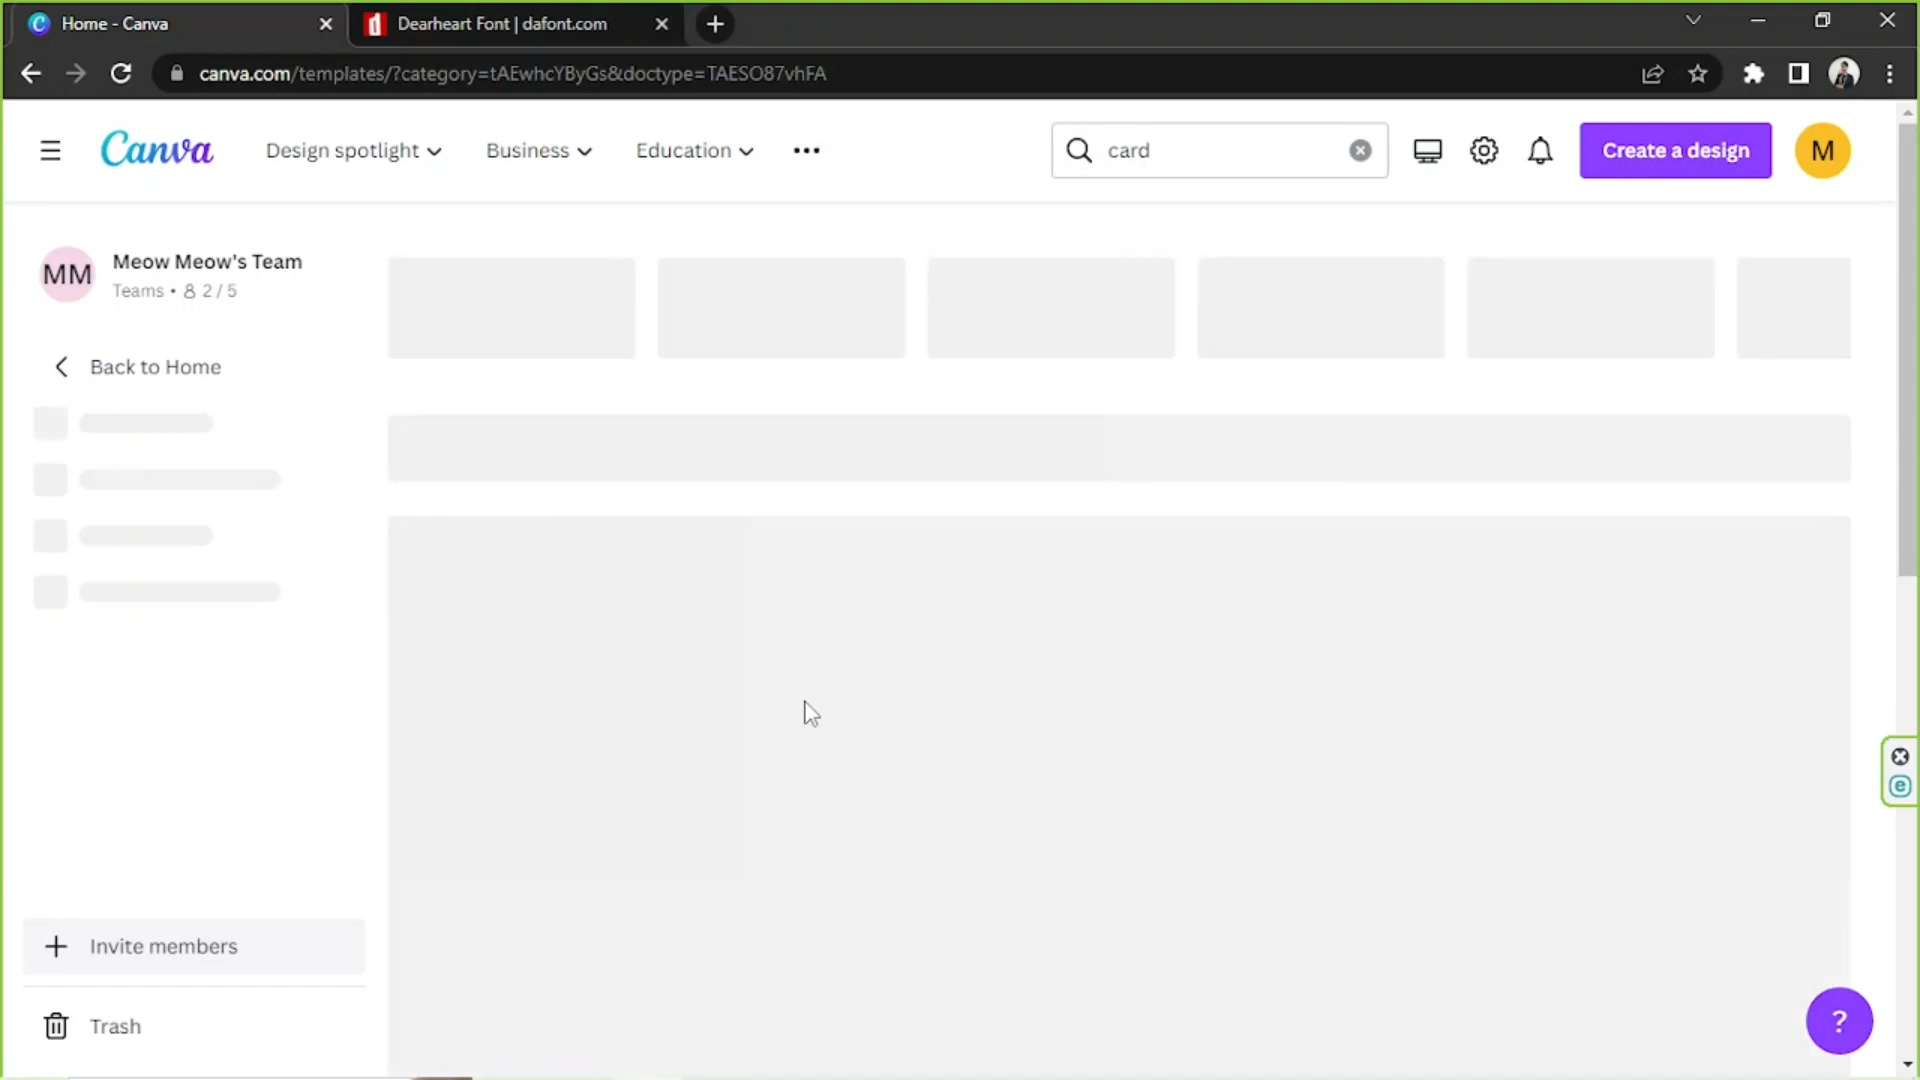 Home - Canva
Dearheart Font | dafont.com
canva.com/templates/?category=tAEwhcYByGs&doctype=TAESO87vhFA
Canva
Design spotlight
Business
Education
card
Create a design
M
MM
Meow Meow's Team
Teams • 2 / 5
Back to Home
Invite members
Trash
?